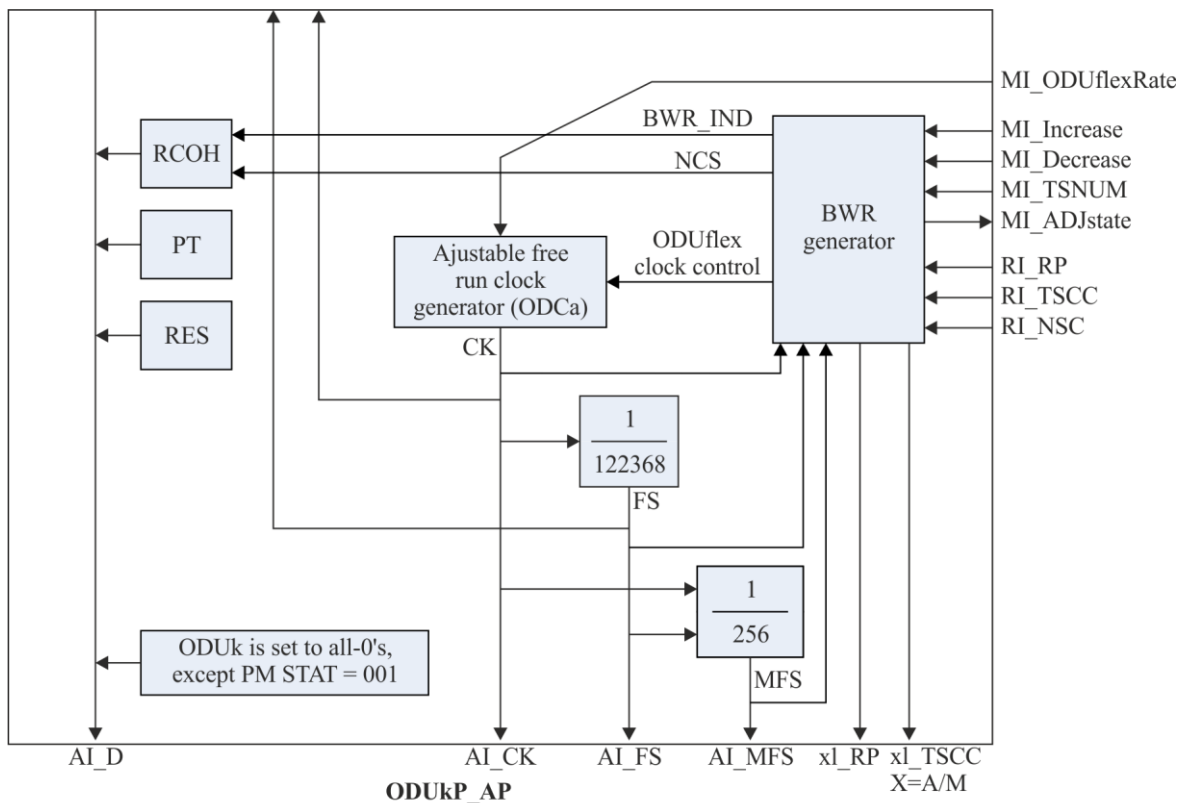 MI_ODUflexRate
BWR_IND
MI_Increase
RCOH
MI_Decrease
NCS
MI_TSNUM
BWR
generator
MI_ADJstate
PT
Ajustable free
run clock
generator (ODCa)
ODUflex
clock control
RI_RP
RI_TSCC
RES
RI_NSC
CK
1
122368
FS
1
256
ODUk is set to all-0's,
except PM STAT = 001
MFS
AI_D
AI_CK
AI_FS
AI_MFS
xl_RP
xl_TSCC
X=A/M
ODUkP_AP